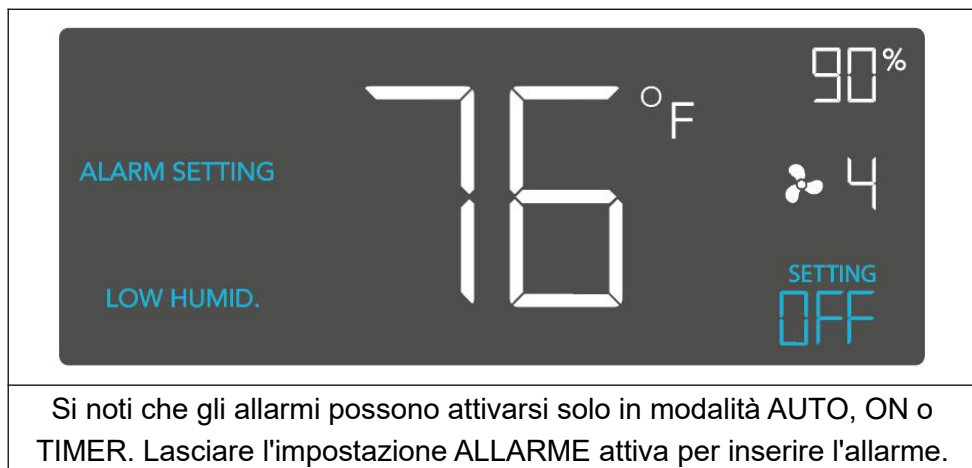 90%
76°F
ALARM SETTING
4
SETTING
LOW HUMID.
OFF
Si noti che gli allarmi possono attivarsi solo in modalità AUTO, ON o
TIMER. Lasciare l'impostazione ALLARME attiva per inserire l'allarme.